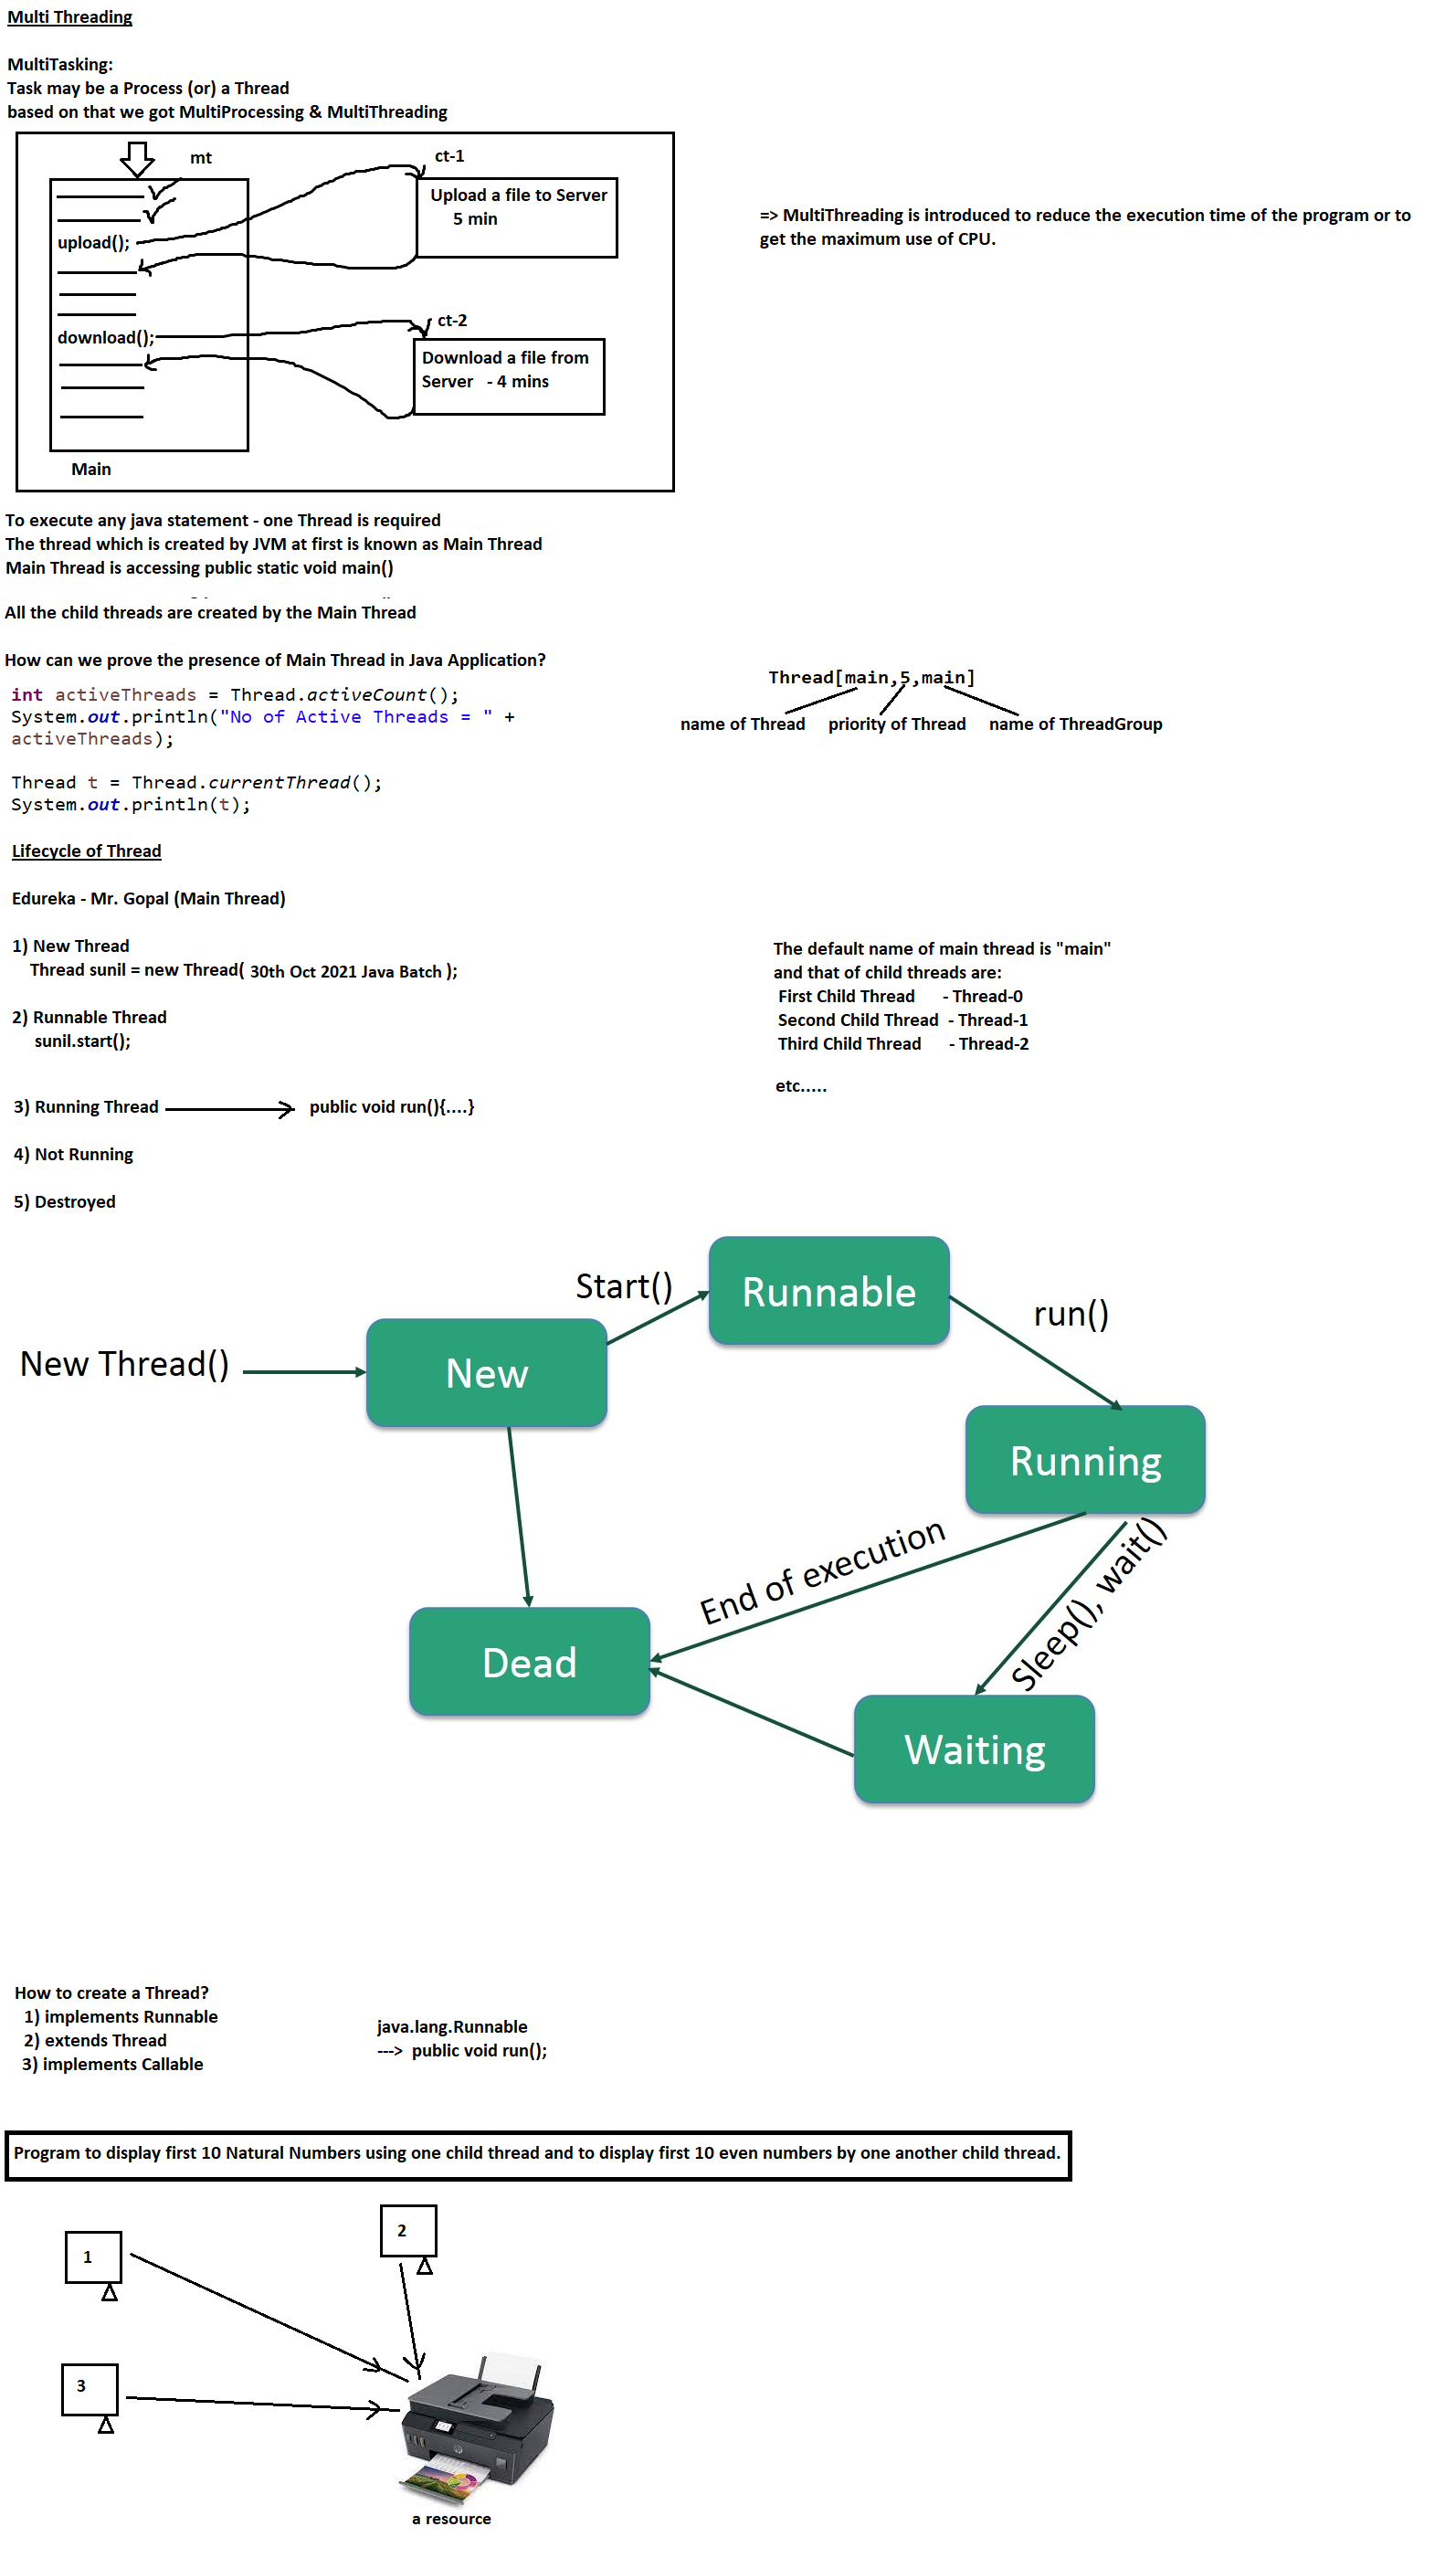 Multi Threading
MultiTasking:
Task may be a Process (or) a Thread
based on that we got MultiProcessing & MultiThreading
mt
ct-1
Upload a file to Server
5 min
upload();
=> MultiThreading is introduced to reduce the execution time of the program or to
get the maximum use of CPU.
ct-2
download();
Download a file from
Server - 4 mins
Main
To execute any java statement - one Thread is required
The thread which is created by JVM at first is known as Main Thread
Main Thread is accessing public static void main()
All the child threads are created by the Main Thread
How can we prove the presence of Main Thread in Java Application?
int activeThreads = Thread.activeCount();
System.out.println("No of Active Threads = " +
activeThreads);
Thread t = Thread.currentThread();
System.out.println(t);
Thread[main,5,main]
name of Thread priority of Thread name of ThreadGroup
Lifecycle of Thread
Edureka - Mr. Gopal (Main Thread)
1) New Thread
Thread sunil = new Thread( 30th Oct 2021 Java Batch );
2) Runnable Thread
sunil.start();
3) Running Thread public void run(){....}
4) Not Running
5) Destroyed
The default name of main thread is "main"
and that of child threads are:
First Child Thread - Thread-0
Second Child Thread - Thread-1
Third Child Thread - Thread-2
etc.....
New Thread()
New
Start()
Runnable
run()
Running
End of execution
Sleep(), wait()
Dead
Waiting
How to create a Thread?
1) implements Runnable
2) extends Thread
3) implements Callable
java.lang.Runnable
---> public void run();
Program to display first 10 Natural Numbers using one child thread and to display first 10 even numbers by one another child thread.
1
2
3
a resource